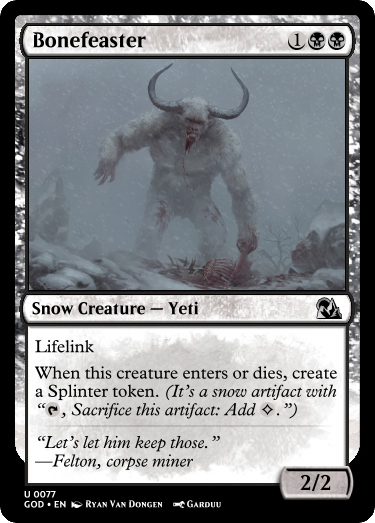 Bonefeaster 1
Snow Creature — Yeti
Lifelink
When this creature enters or dies, create
a Splinter token. (It's a snow artifact with
“, Sacrifice this artifact: Add .”)
“Let's let him keep those.”
—Felton, corpse miner
2/2
U 0077
GOD • EN Ryan Van Dongen Garduu